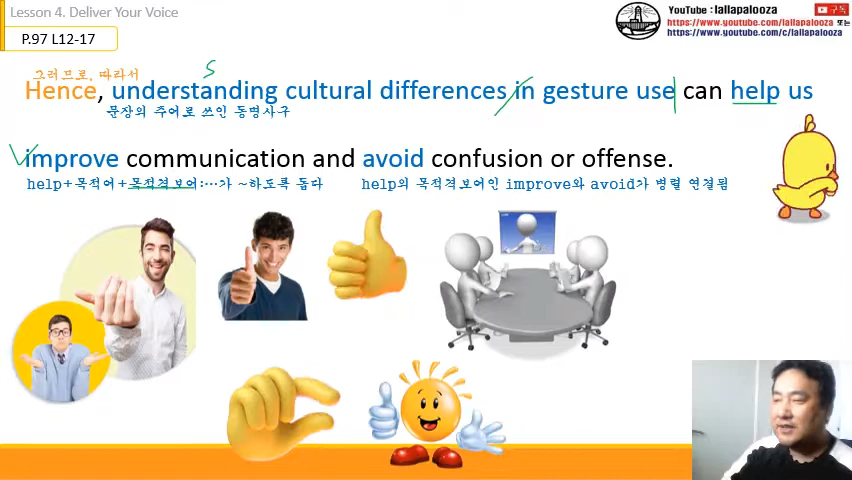 Lesson 4. Deliver Your Voice
P.97 L12-17
YouTube : lallapalooza
구독
https://www.youtube.com/lallapalooza 또는
https://www.youtube.com/c/lallapalooza
그러므로, 따라서
S
Hence, understanding cultural differences in gesture use can help us
문장의 주어로 쓰인 동명사구
improve communication and avoid confusion or offense.
help+목적어+목적격보어:…가 ~하도록 돕다
help의 목적격보어인 improve와 avoid가 병렬 연결됨